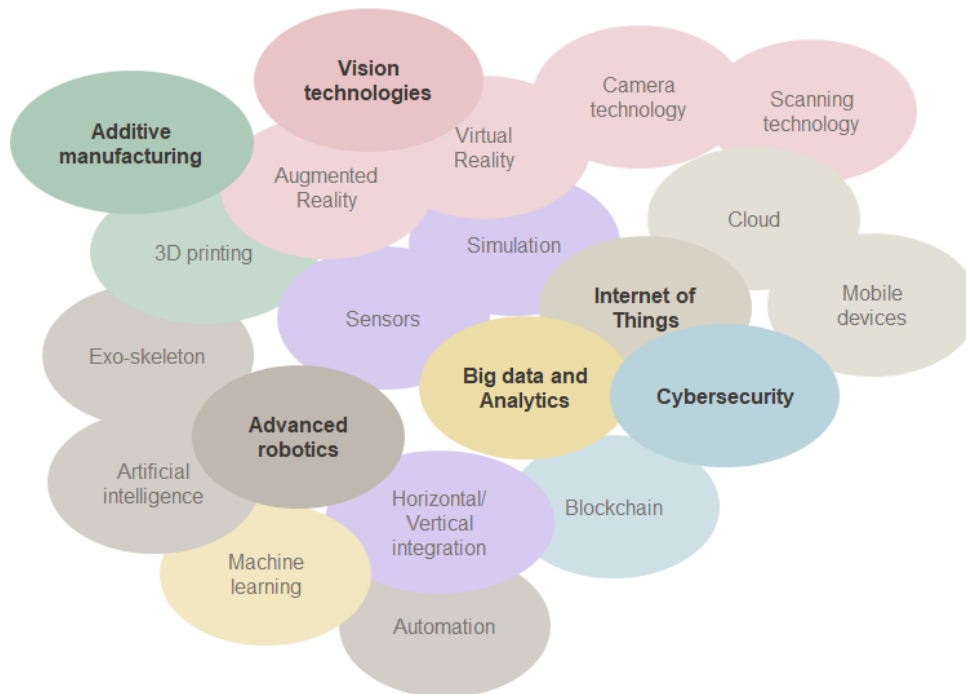 Vision
technologies
Camera
technology
Scanning
technology
Additive
manufacturing
Virtual
Reality
Augmented
Reality
Cloud
3D printing
Simulation
Internet of
Things
Mobile
devices
Sensors
Exo-skeleton
Big data and
Analytics
Cybersecurity
Advanced
robotics
Artificial
intelligence
Horizontal/
Vertical
integration
Blockchain
Machine
learning
Automation